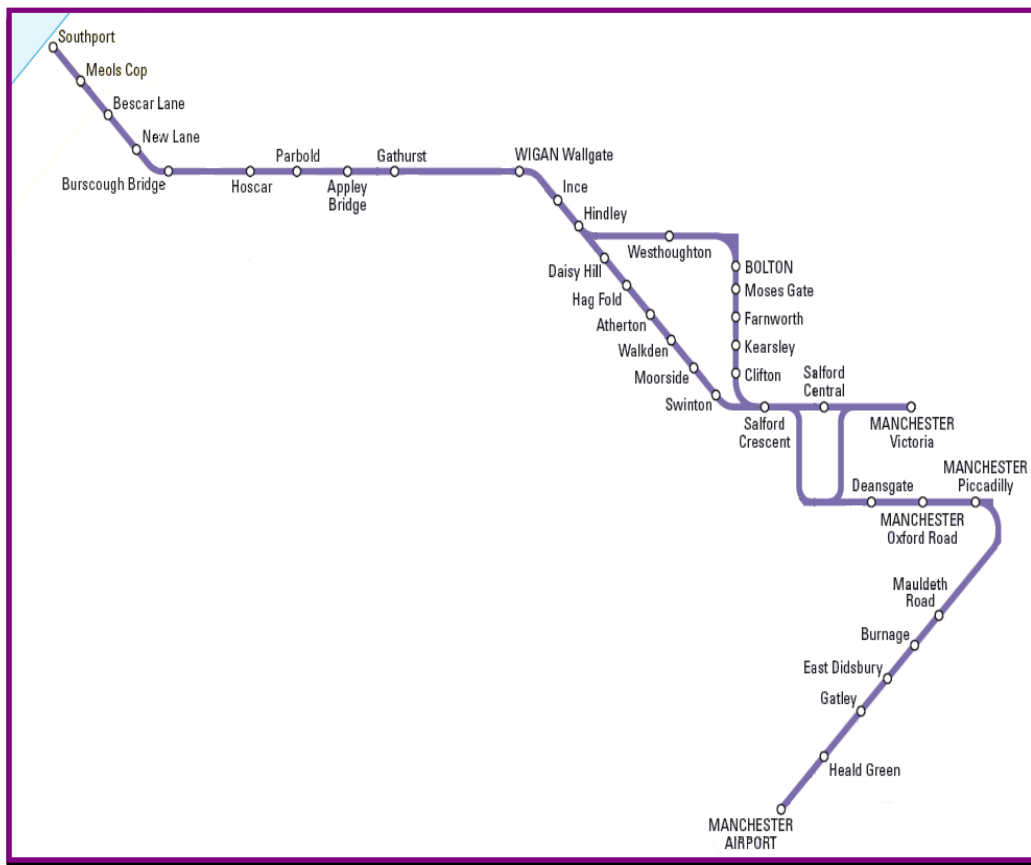 Southport
Meols Cop
Bescar Lane
New Lane
Burscough Bridge
Hoscar
Parbold
Appley
Bridge
Gathurst
WIGAN Wallgate
Ince
Hindley
Westhoughton
BOLTON
Moses Gate
Farnworth
Kearsley
Clifton
Daisy Hill
Hag Fold
Atherton
Walkden
Moorside
Swinton
Salford
Crescent
Salford
Central
MANCHESTER
Victoria
Deansgate
MANCHESTER
Oxford Road
MANCHESTER
Piccadilly
Mauldeth
Road
Burnage
East Didsbury
Gatley
Heald Green
MANCHESTER
AIRPORT